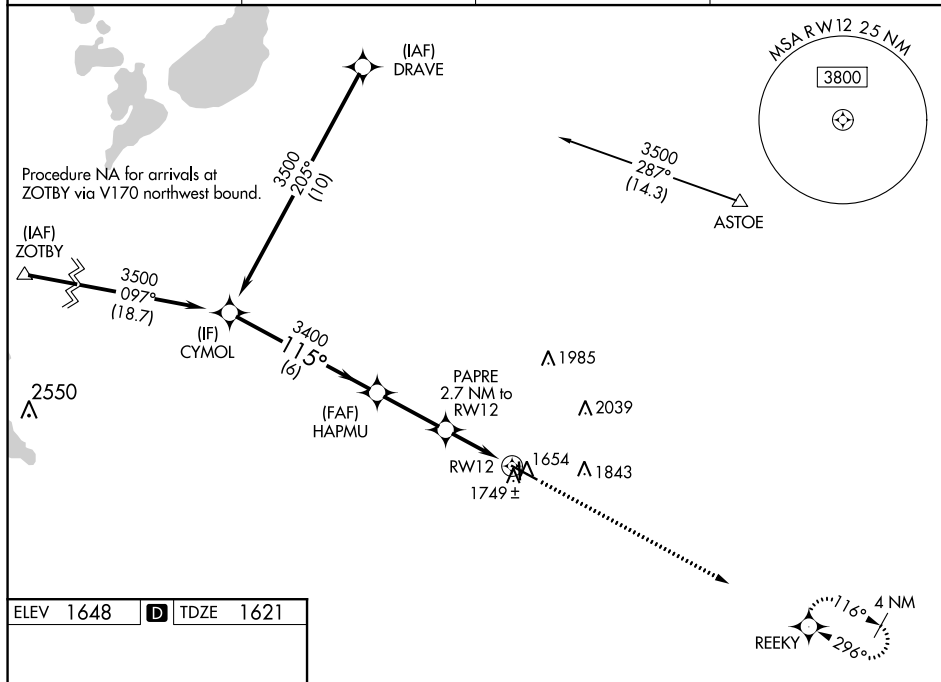 MSA RW12 25 NM
3800
(IAF)
DRAVE
3500
205°
(10)
3500
287°
(14.3)
ASTOE
Procedure NA for arrivals at
ZOTBY via V170 northwest bound.
(IAF)
ZOTBY
3500
097°
(18.7)
(IF)
CYMOL
3400
115°
(6)
(FAF)
HAPMU
PAPRE
2.7 NM to
RW12
1985
2550
2039
RW12
1654
1843
1749 ±
ELEV 1648 D TDZE 1621
116°
4 NM
REEKY
296°